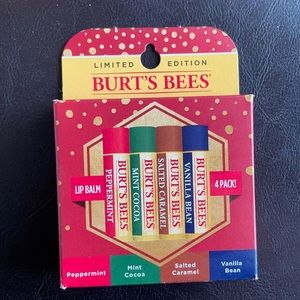 LIMITED EDITION
BURT'S BEES®
LIP BALM
4 PACK!
PEPPERMINT
BURT'S BEES
MINT COCOA
BURT'S BEES
SALTED CARAMEL
BURT'S BEES
VANILLA BEAN
BURT'S BEES
Peppermint
Mint
Cocoa
Salted
Caramel
Vanilla
Bean